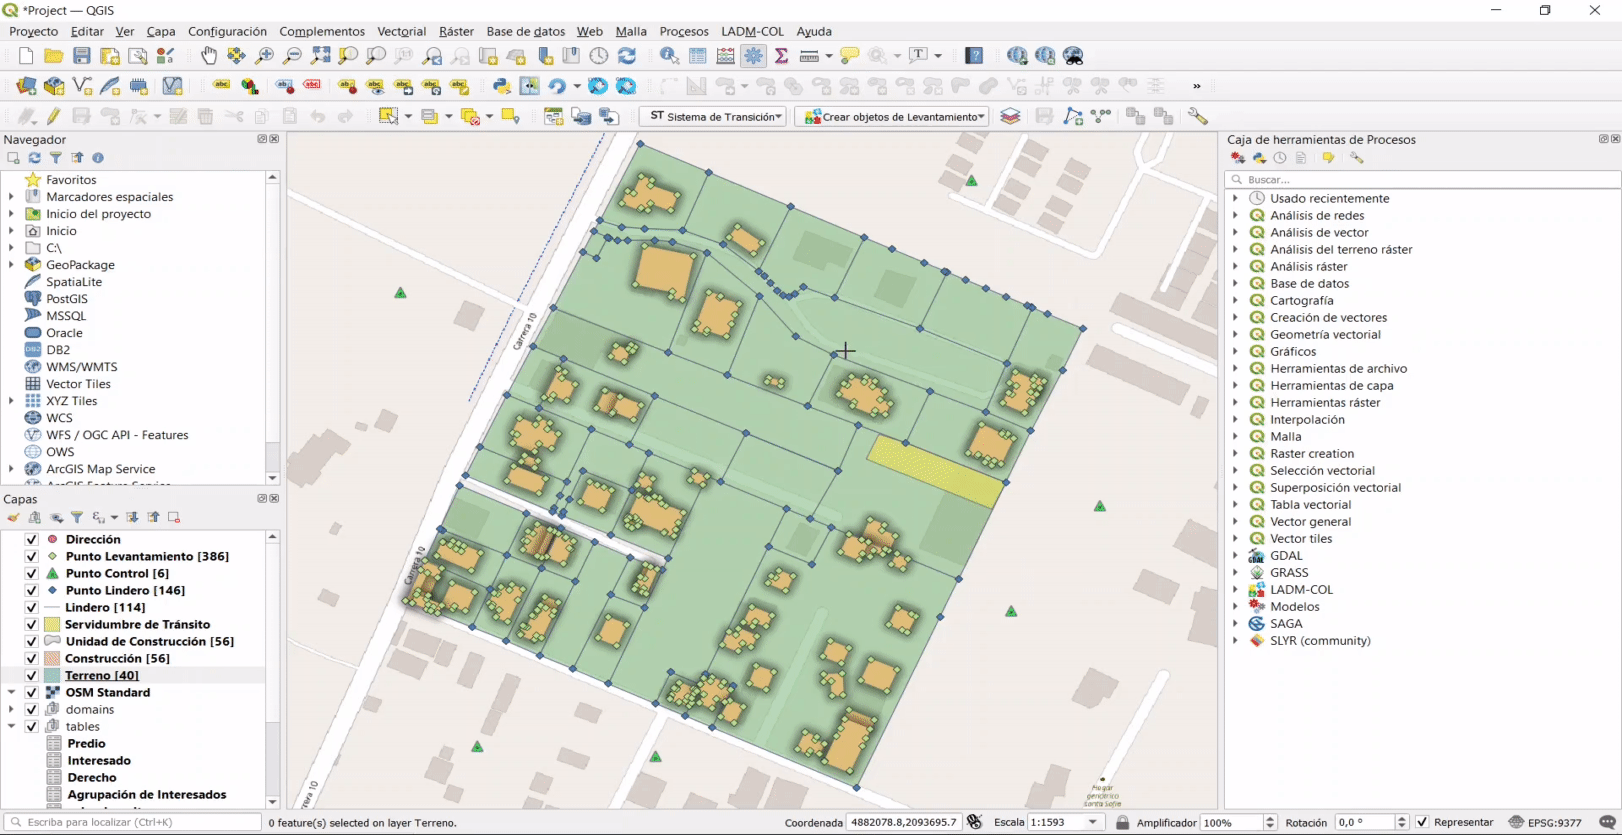 *Project — QGIS
Proyecto Editar Ver Capa Configuración Complementos Vectorial Ráster Base de datos Web Malla Procesos LADM-COL Ayuda
ST Sistema de Transición Crear objetos de Levantamiento
Navegador
Favoritos
Marcadores espaciales
Inicio del proyecto
Inicio
C:\
GeoPackage
SpatiaLite
PostGIS
MSSQL
Oracle
DB2
WMS/WMTS
Vector Tiles
XYZ Tiles
WCS
WFS / OGC API - Features
OWS
ArcGIS Map Service
ArcGIS Feature Service
Capas
Dirección
Punto Levantamiento [386]
Punto Control [6]
Punto Lindero [146]
Lindero [114]
Servidumbre de Tránsito
Unidad de Construcción [56]
Construcción [56]
Terreno [40]
OSM Standard
domains
tables
Predio
Interesado
Derecho
Agrupación de Interesados
Carrera 10
Carrera 10
Hogar
geriátrico
Santa Sofía
Caja de herramientas de Procesos
Buscar...
Usado recientemente
Análisis de redes
Análisis de vector
Análisis del terreno ráster
Análisis ráster
Base de datos
Cartografía
Creación de vectores
Geometría vectorial
Gráficos
Herramientas de archivo
Herramientas de capa
Herramientas ráster
Interpolación
Malla
Raster creation
Selección vectorial
Superposición vectorial
Tabla vectorial
Vector general
Vector tiles
GDAL
GRASS
LADM-COL
Modelos
SAGA
SLYR (community)
Escriba para localizar (Ctrl+K) 0 feature(s) selected on layer Terreno. Coordenada 4882078.8,2093695.7 Escala 1:1593 Amplificador 100% Rotación 0,0 ° Representar EPSG:9377